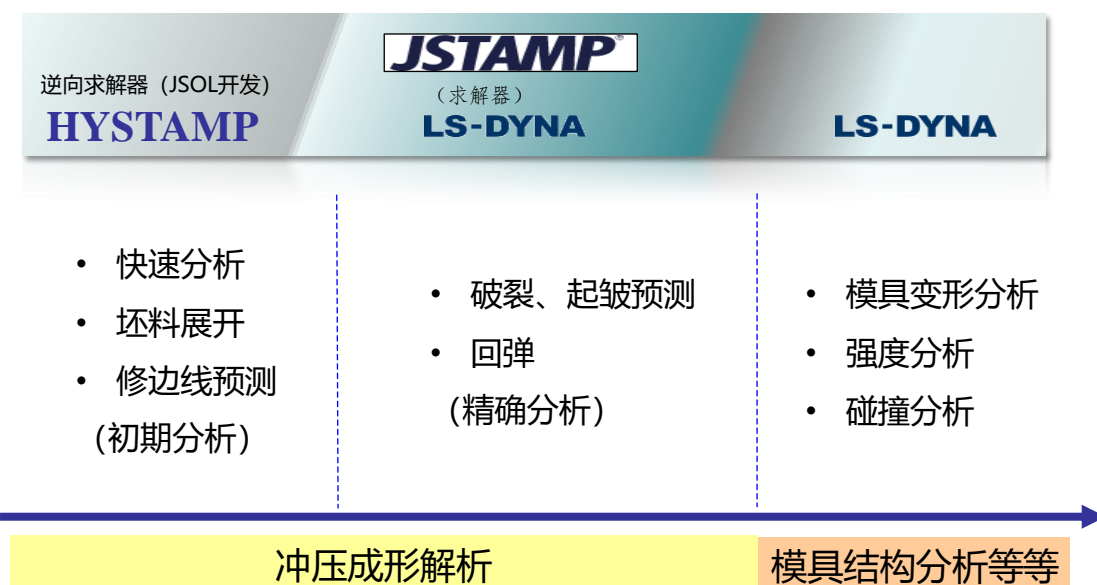 逆向求解器（JSOL开发）
HYSTAMP
JSTAMP®
（求解器）
LS-DYNA
LS-DYNA
• 快速分析
• 坯料展开
• 修边线预测
（初期分析）
• 破裂、起皱预测
• 回弹
（精确分析）
• 模具变形分析
• 强度分析
• 碰撞分析
冲压成形解析
模具结构分析等等